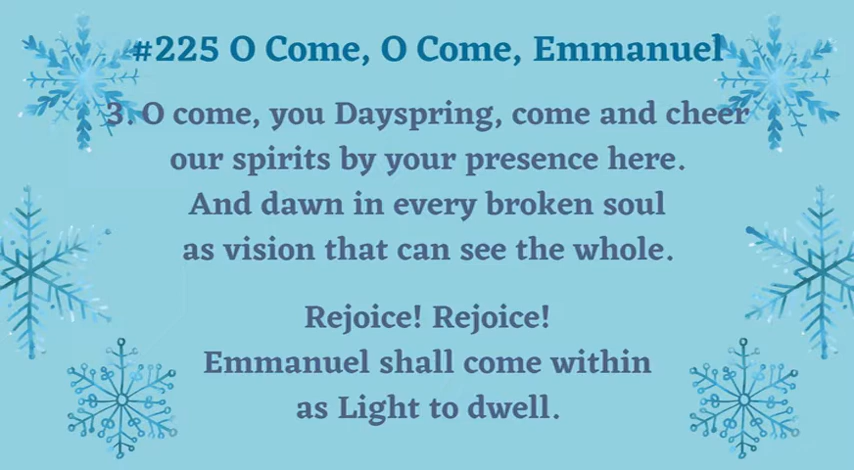 #225 O Come, O Come, Emmanuel
3. O come, you Dayspring, come and cheer
our spirits by your presence here.
And dawn in every broken soul
as vision that can see the whole.
Rejoice! Rejoice!
Emmanuel shall come within
as Light to dwell.